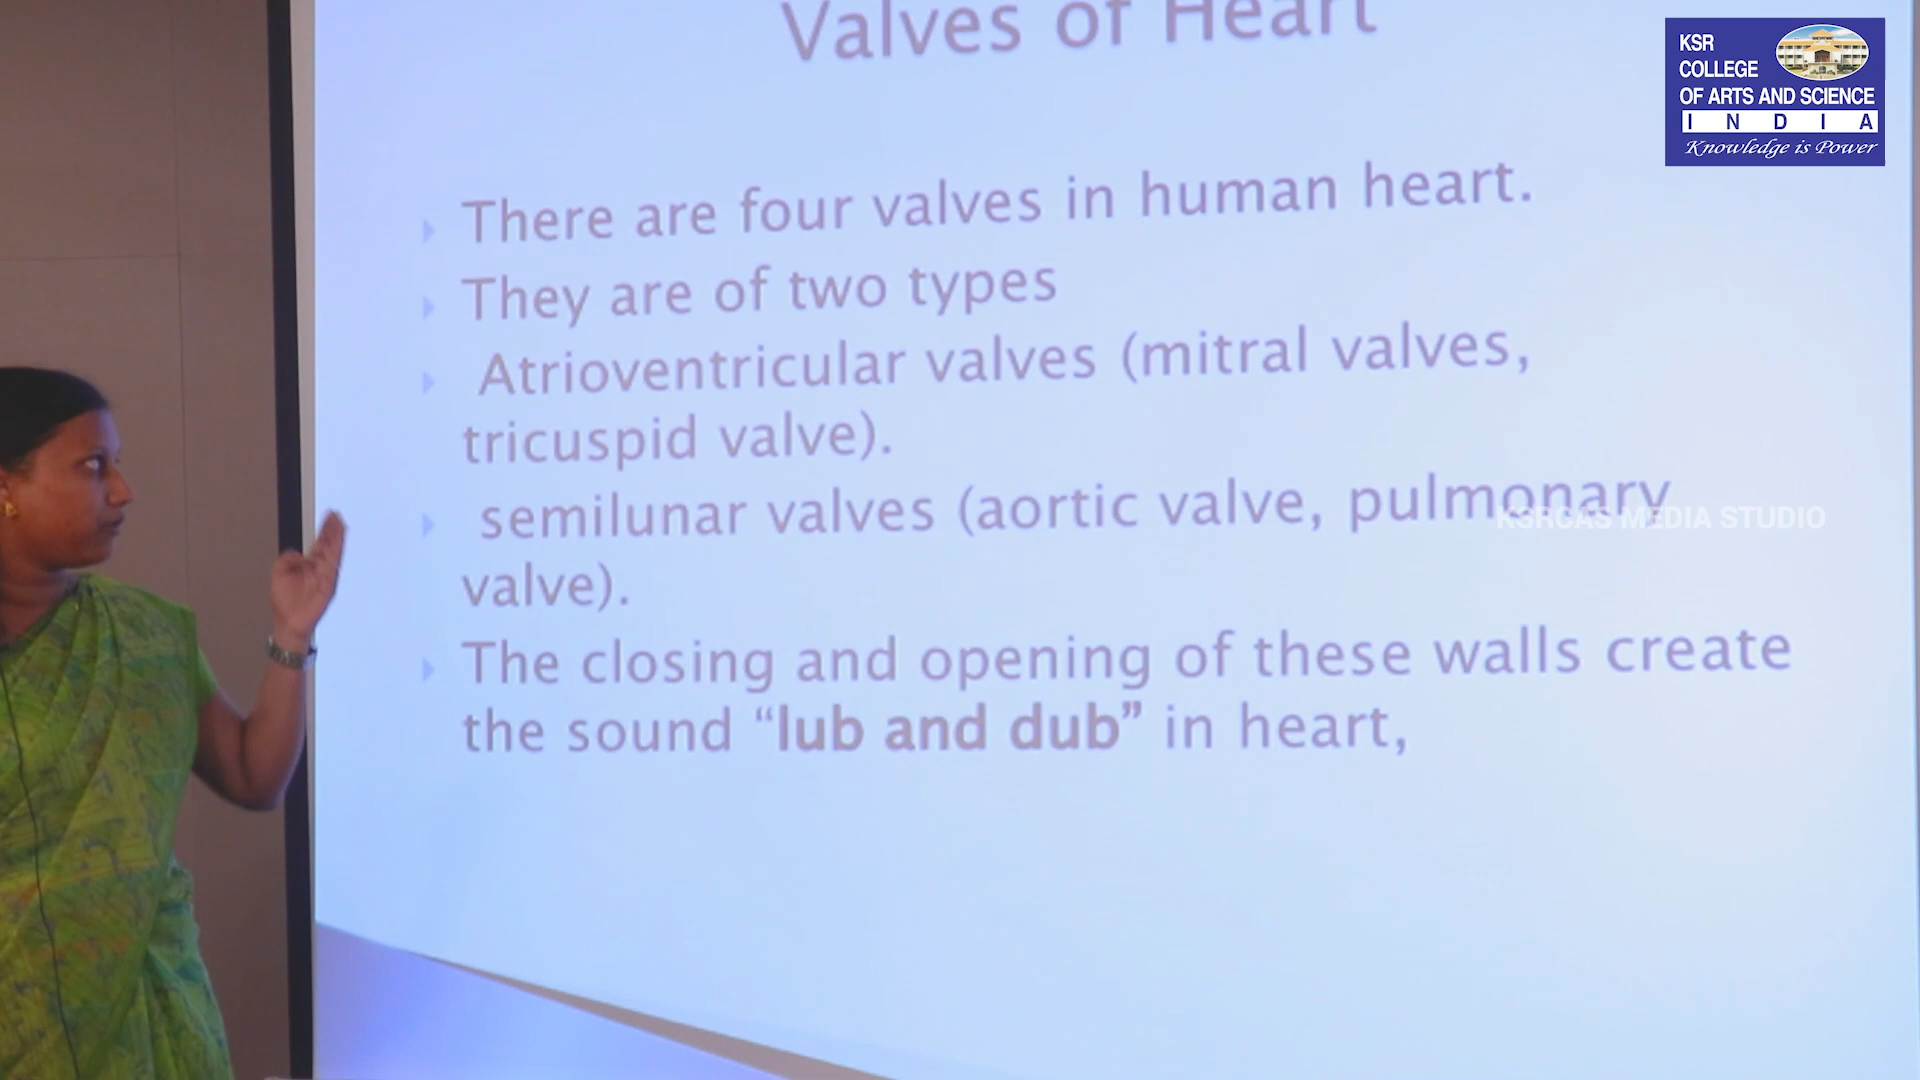 Valves of Heart
KSR
COLLEGE
OF ARTS AND SCIENCE
INDIA
Knowledge is Power
There are four valves in human heart.
They are of two types
Atrioventricular valves (mitral valves,
tricuspid valve).
semilunar valves (aortic valve, pulmonary
valve).
KSRCAS MEDIA STUDIO
The closing and opening of these walls create
the sound “lub and dub” in heart,